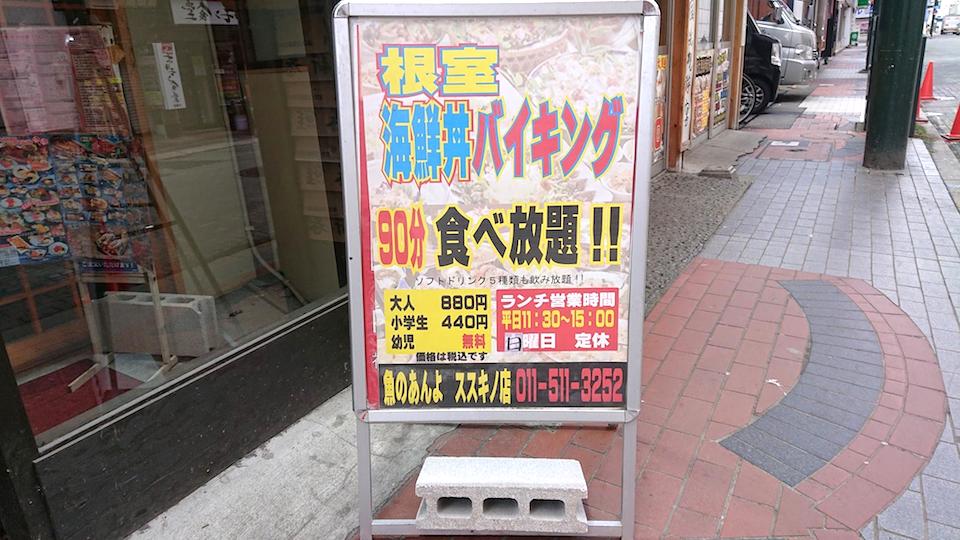 根室
海鮮丼バイキング
90分 食べ放題!!
ソフトドリンク5種類も飲み放題!!
大人 880円
小学生 440円
幼児 無料
価格は税込です
ランチ営業時間
平日11:30〜15:00
日曜日 定休
魚のあんよ ススキノ店 011-511-3252